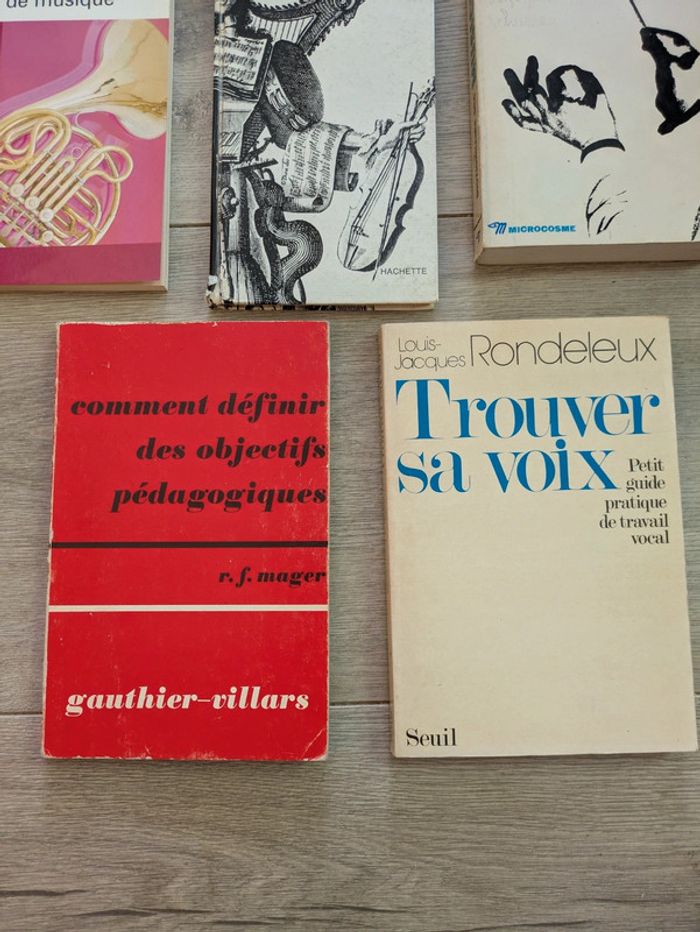 de musique
HACHETTE
MICROCOSME
comment définir
des objectifs
pédagogiques
r. f. mager
gauthier-villars
Louis-
Jacques Rondeleux
Trouver
sa voix
Petit
guide
pratique
de travail
vocal
Seuil